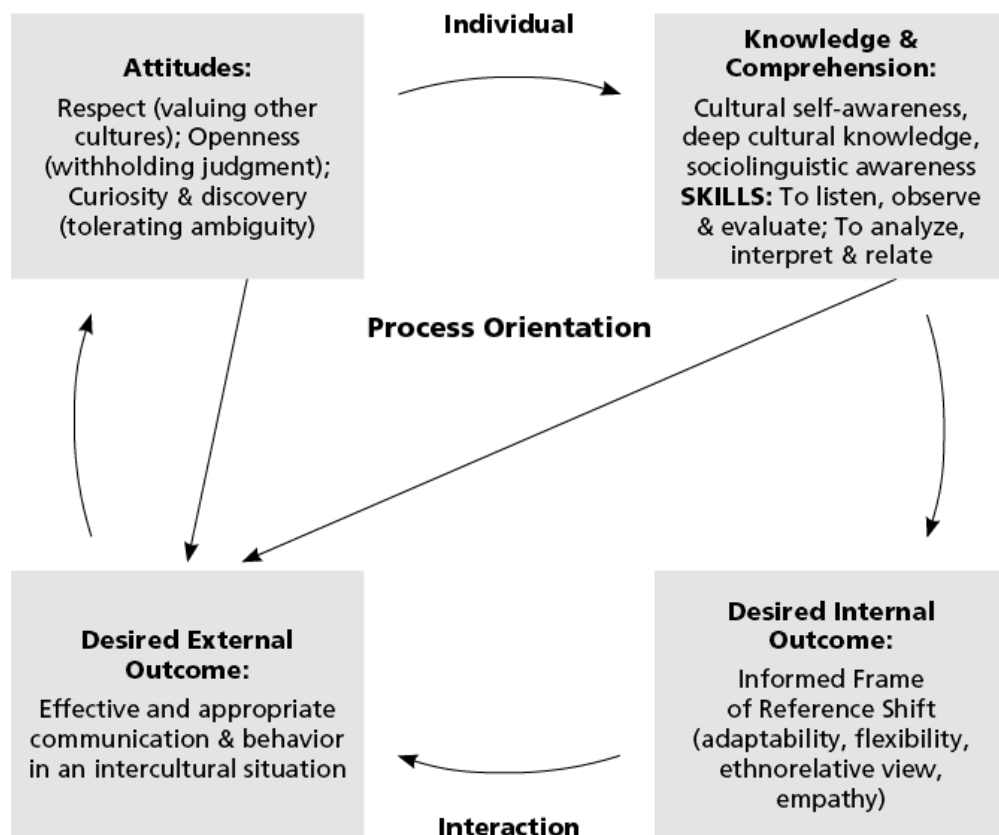 Individual
Attitudes:
Respect (valuing other
cultures); Openness
(withholding judgment);
Curiosity & discovery
(tolerating ambiguity)
Knowledge &
Comprehension:
Cultural self-awareness,
deep cultural knowledge,
sociolinguistic awareness
SKILLS: To listen, observe
& evaluate; To analyze,
interpret & relate
Process Orientation
Desired External
Outcome:
Effective and appropriate
communication & behavior
in an intercultural situation
Desired Internal
Outcome:
Informed Frame
of Reference Shift
(adaptability, flexibility,
ethnorelative view,
empathy)
Interaction